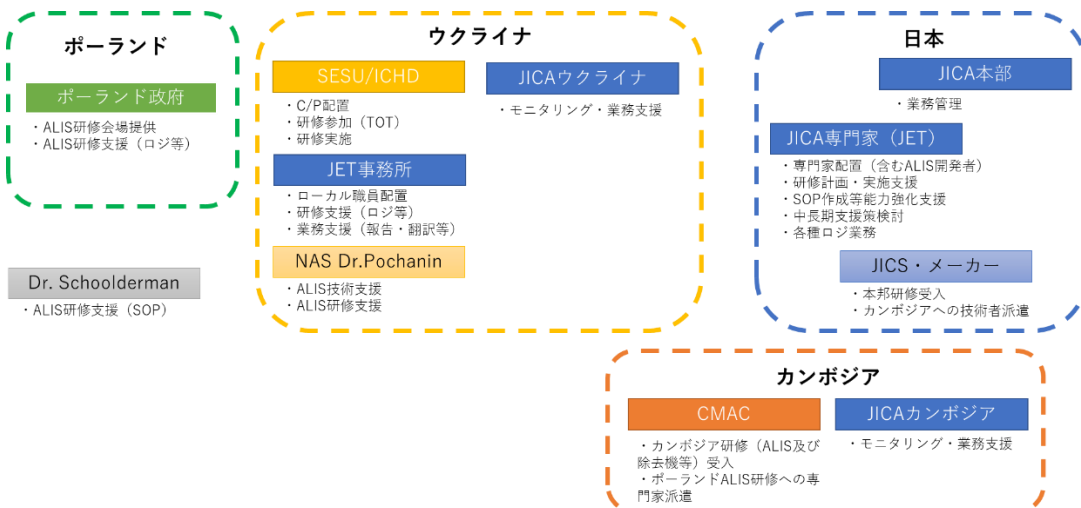 ポーランド
ポーランド政府
・ALIS研修会場提供
・ALIS研修支援（ロジ等）
Dr. Schoolderman
・ALIS研修支援（SOP）
ウクライナ
SESU/ICHD
・C/P配置
・研修参加（TOT）
・研修実施
JET事務所
・ローカル職員配置
・研修支援（ロジ等）
・業務支援（報告・翻訳等）
NAS Dr.Pochanin
・ALIS技術支援
・ALIS研修支援
JICAウクライナ
・モニタリング・業務支援
日本
JICA本部
・業務管理
JICA専門家（JET）
・専門家配置（含むALIS開発者）
・研修計画・実施支援
・SOP作成等能力強化支援
・中長期支援策検討
・各種ロジ業務
JICS・メーカー
・本邦研修受入
・カンボジアへの技術者派遣
カンボジア
CMAC
・カンボジア研修（ALIS及び
除去機等）受入
・ポーランドALIS研修への専
門家派遣
JICAカンボジア
・モニタリング・業務支援